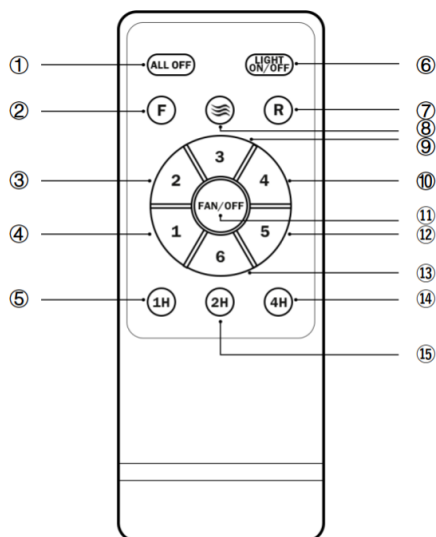 ① ALL OFF LIGHT ON/OFF ⑥
② F R ⑦
⑧
3 ⑨
③ 2 4 ⑩
FAN/OFF ⑪
④ 1 5 ⑫
6 ⑬
⑤ 1H 2H 4H ⑭
⑮